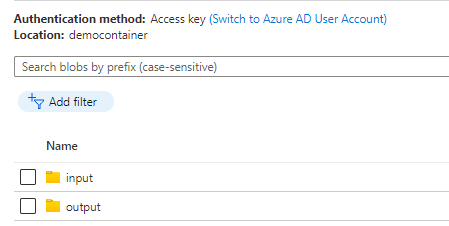 Authentication method: Access key (Switch to Azure AD User Account)
Location: democontainer
Search blobs by prefix (case-sensitive)
Add filter
Name
input
output